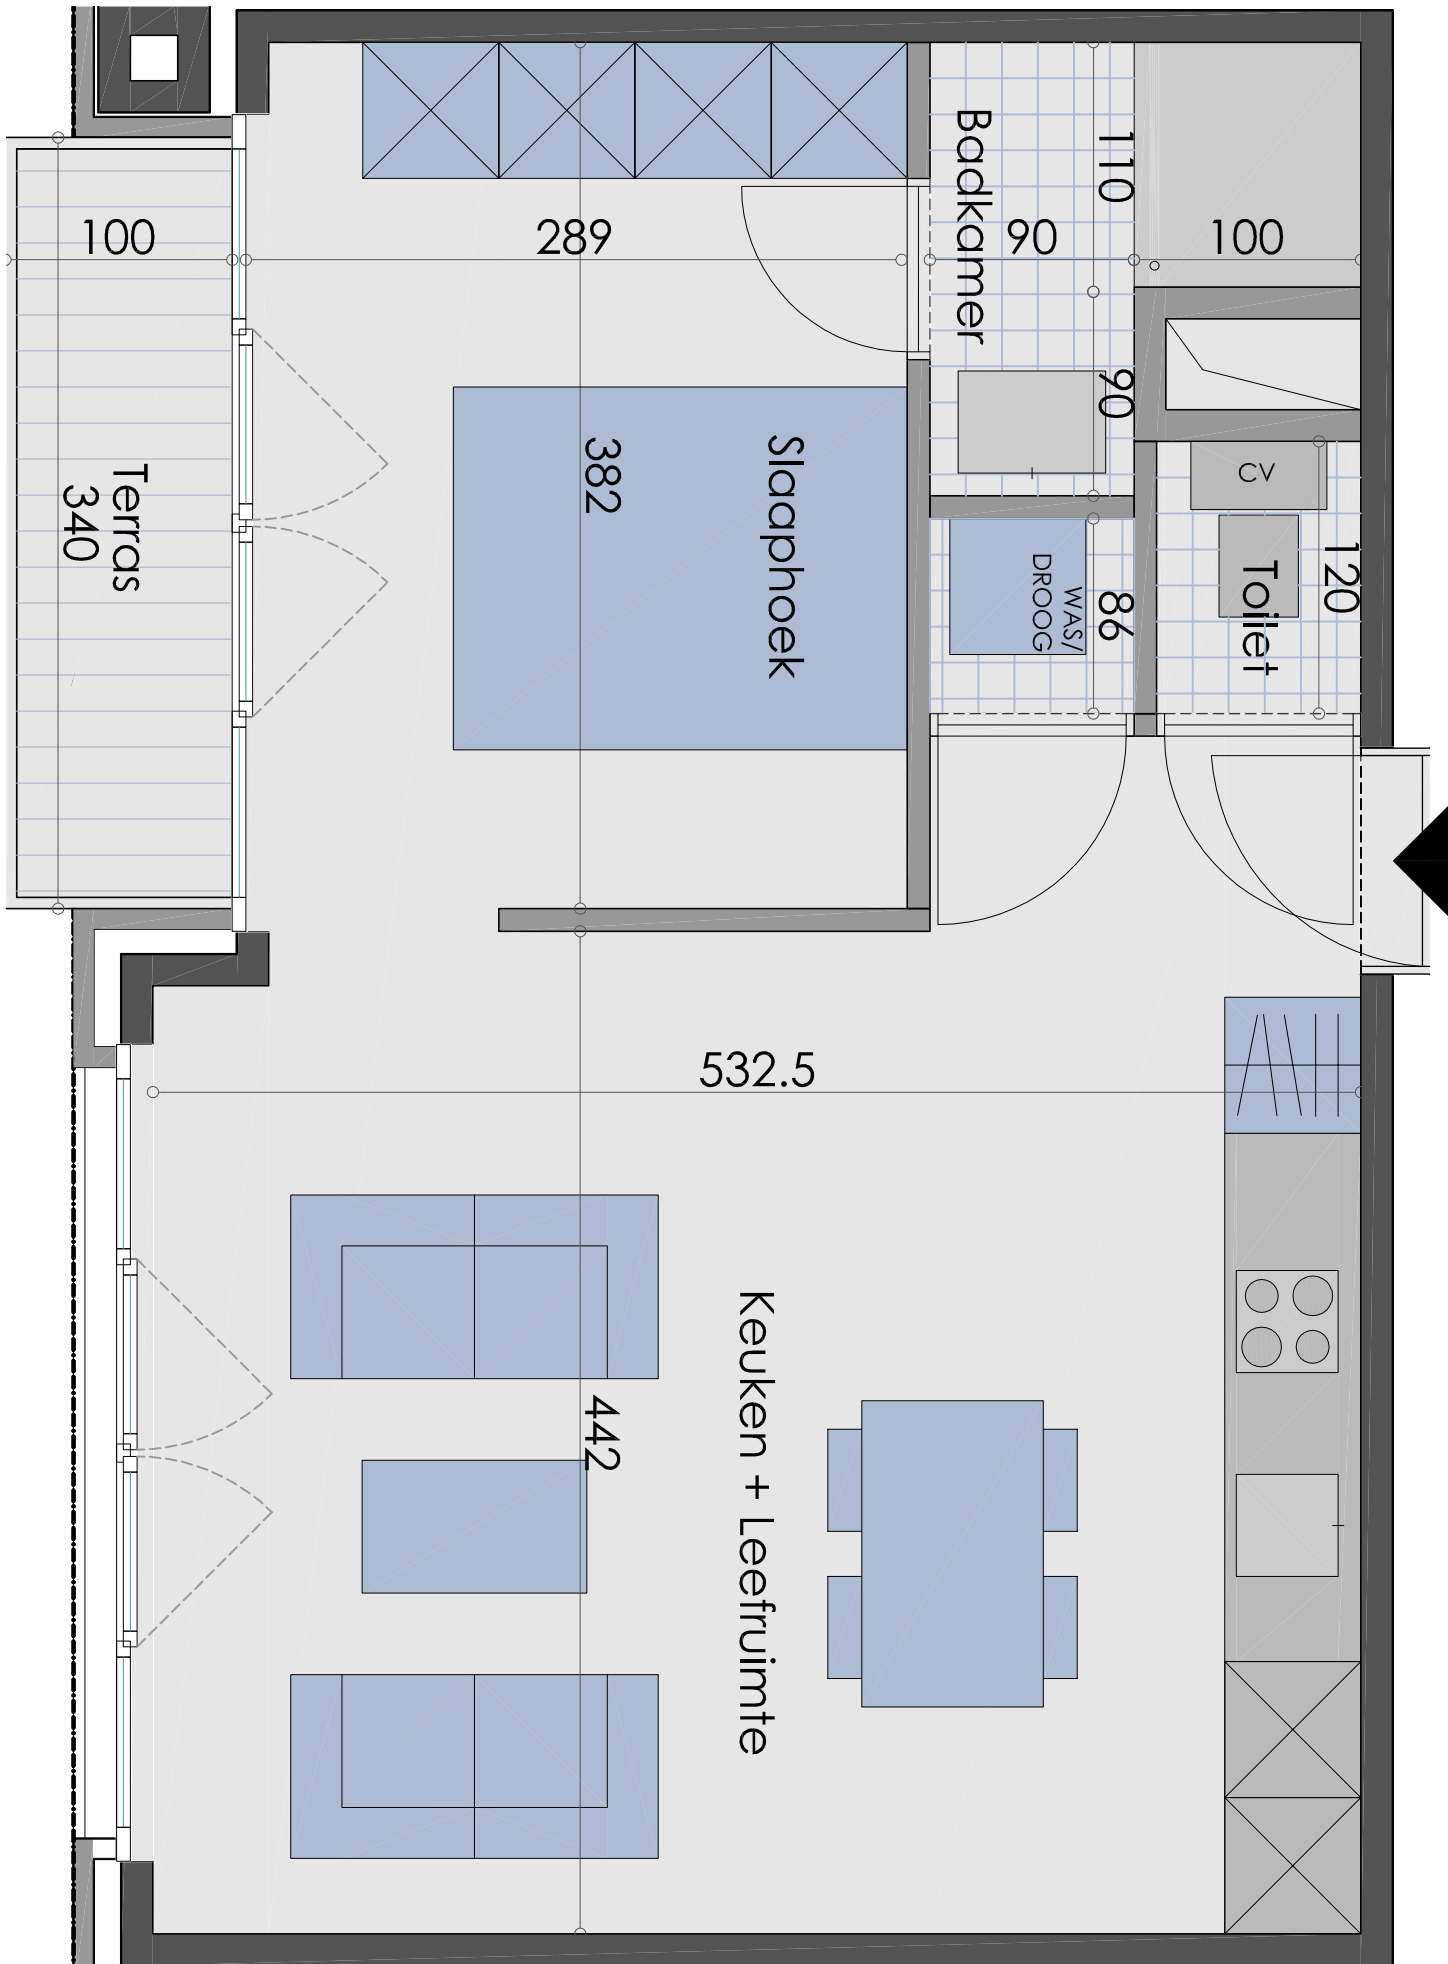 Badkamer
110
100
289
90
100
90
CV
Slaaphoek
382
Terras
340
WAS/
DROOG
86
Toilet
120
532.5
Keuken + Leefruimte
442